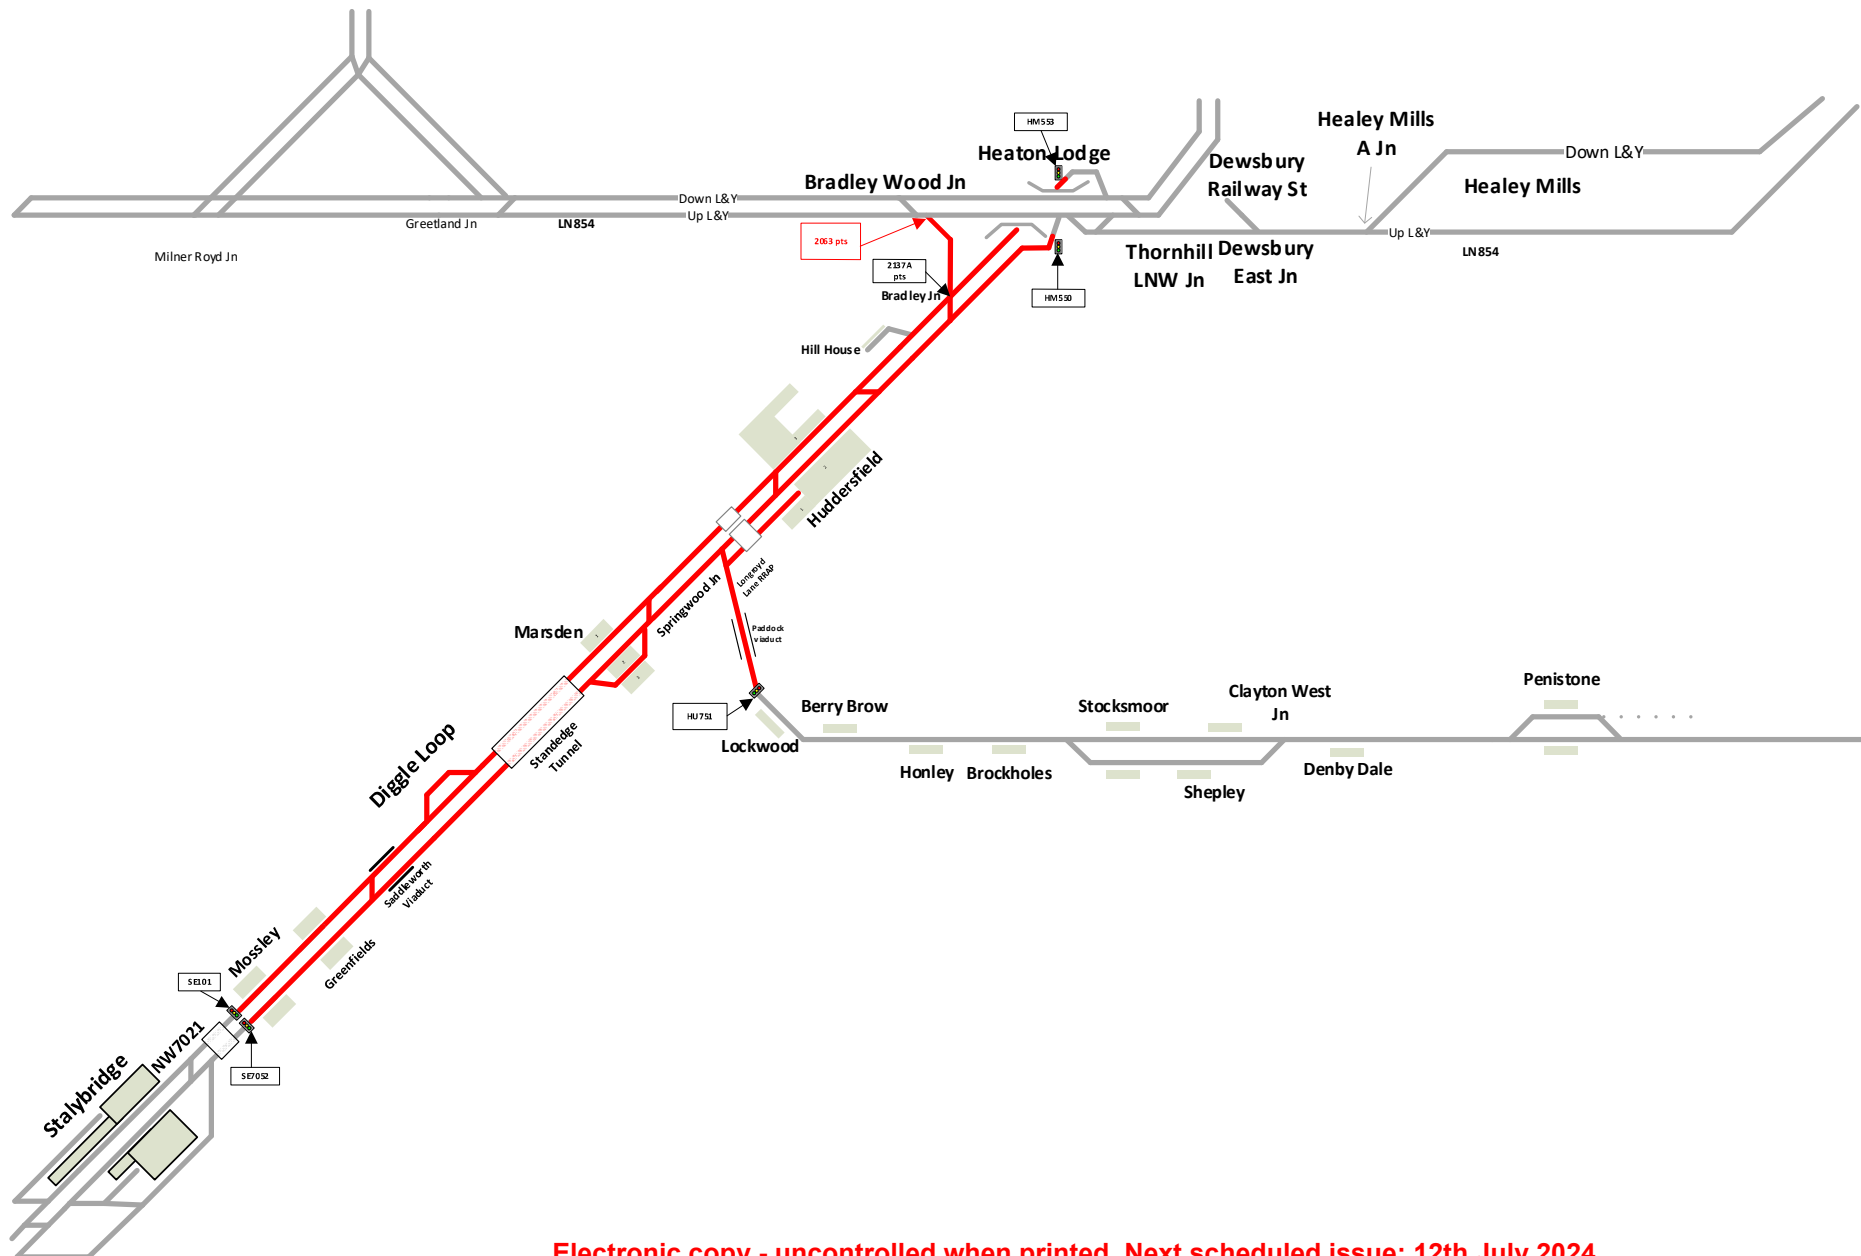 HM553
Healey Mills
A Jn
Heaton Lodge
Down L&Y
Dewsbury
Railway St
Bradley Wood Jn
Healey Mills
Down L&Y
Up L&Y
Greetland Jn
LN854
Up L&Y
2063 pts
Milner Royd Jn
Thornhill
LNW Jn
Dewsbury
East Jn
LN854
2137A
pts
Bradley Jn
HM550
Hill House
Huddersfield
Longroyd
Lane RRAP
Springwood Jn
Marsden
Paddock
viaduct
HU751
Lockwood
Berry Brow
Honley
Brockholes
Stocksmoor
Shepley
Clayton West
Jn
Denby Dale
Penistone
Standedge
Tunnel
Diggle Loop
Saddleworth
Viaduct
Mossley
Greenfields
SE101
NW7021
SE7052
Stalybridge
Electronic copy - uncontrolled when printed. Next scheduled issue: 12th July 2024